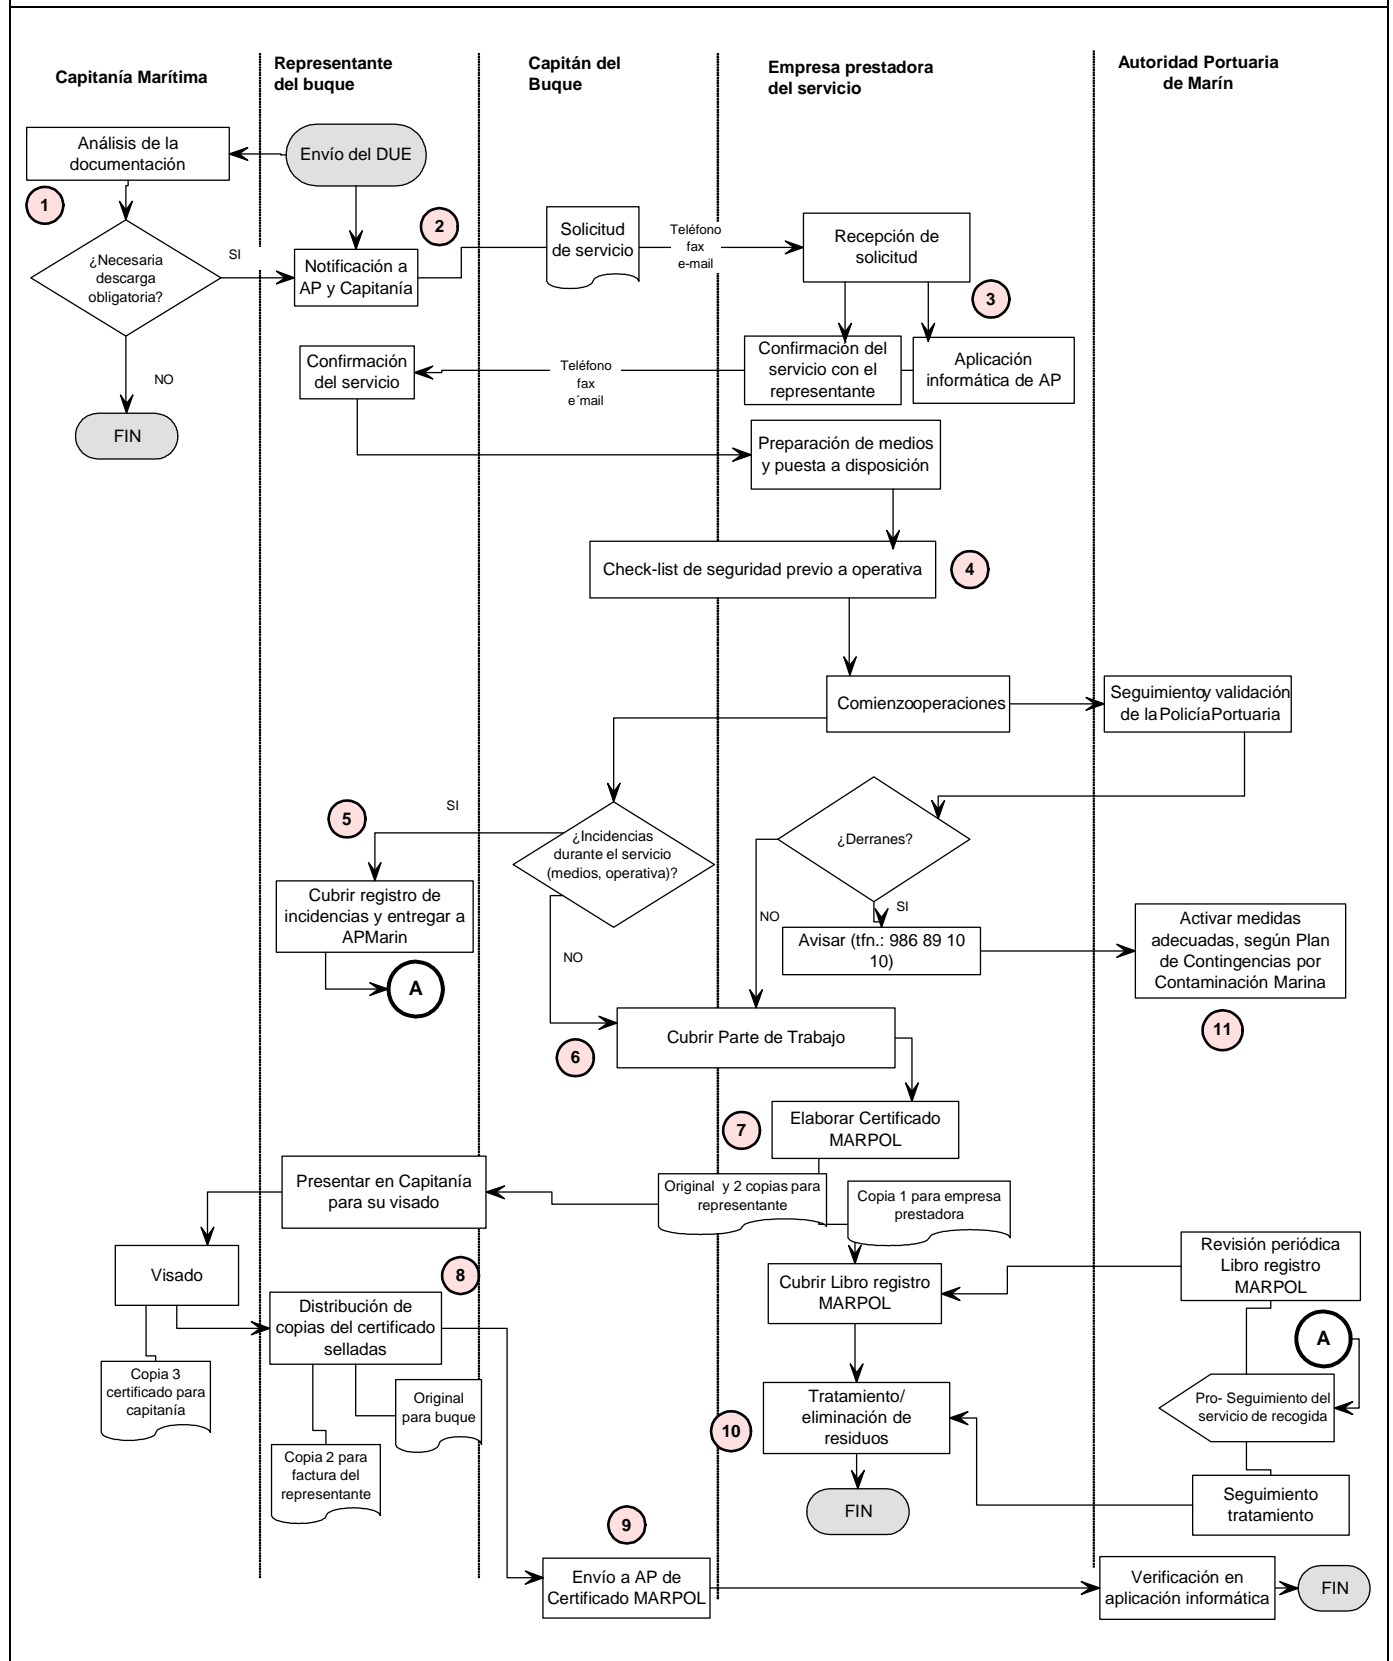 Capitanía Marítima
Representante
del buque
Capitán del
Buque
Empresa prestadora
del servicio
Autoridad Portuaria
de Marín
Análisis de la
documentación
Envío del DUE
1
2
¿Necesaria
descarga
obligatoria?
SI
Notificación a
AP y Capitanía
Solicitud
de servicio
Teléfono
fax
e-mail
Recepción de
solicitud
3
NO
FIN
Confirmación
del servicio
Teléfono
fax
e´mail
Confirmación del
servicio con el
representante
Aplicación
informática de AP
Preparación de medios
y puesta a disposición
Check-list de seguridad previo a operativa
4
Comienzooperaciones
Seguimientoy validación
de laPolicíaPortuaria
5
SI
¿Incidencias
durante el servicio
(medios, operativa)?
¿Derranes?
Cubrir registro de
incidencias y entregar a
APMarin
A
NO
NO
SI
Avisar (tfn.: 986 89 10
10)
Activar medidas
adecuadas, según Plan
de Contingencias por
Contaminación Marina
11
6
Cubrir Parte de Trabajo
7
Elaborar Certificado
MARPOL
Presentar en Capitanía
para su visado
Original y 2 copias para
representante
Copia 1 para empresa
prestadora
Visado
8
Cubrir Libro registro
MARPOL
Revisión periódica
Libro registro
MARPOL
Distribución de
copias del certificado
selladas
A
Copia 3
certificado para
capitanía
Original
para buque
Copia 2 para
factura del
representante
10
Tratamiento/
eliminación de
residuos
Pro- Seguimiento del
servicio de recogida
FIN
Seguimiento
tratamiento
9
Envío a AP de
Certificado MARPOL
Verificación en
aplicación informática
FIN